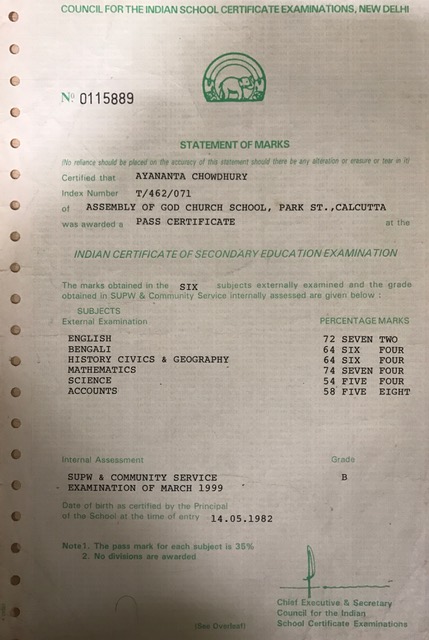 COUNCIL FOR THE INDIAN SCHOOL CERTIFICATE EXAMINATIONS, NEW DELHI
No 0115889
STATEMENT OF MARKS
(No reliance should be placed on the accuracy of this statement should there be any alteration or erasure or tear in it)
Certified that AYANANTA CHOWDHURY
Index Number T/462/071
of ASSEMBLY OF GOD CHURCH SCHOOL, PARK ST.,CALCUTTA
was awarded a PASS CERTIFICATE at the
INDIAN CERTIFICATE OF SECONDARY EDUCATION EXAMINATION
The marks obtained in the SIX subjects externally examined and the grade
obtained in SUPW & Community Service internally assessed are given below :
SUBJECTS
External Examination PERCENTAGE MARKS
ENGLISH 72 SEVEN TWO
BENGALI 64 SIX FOUR
HISTORY CIVICS & GEOGRAPHY 64 SIX FOUR
MATHEMATICS 74 SEVEN FOUR
SCIENCE 54 FIVE FOUR
ACCOUNTS 58 FIVE EIGHT
Internal Assessment Grade
SUPW & COMMUNITY SERVICE B
EXAMINATION OF MARCH 1999
Date of birth as certified by the Principal
of the School at the time of entry 14.05.1982
Note 1. The pass mark for each subject is 35%
2. No divisions are awarded
Chief Executive & Secretary
Council for the Indian
School Certificate Examinations
(See Overleaf)